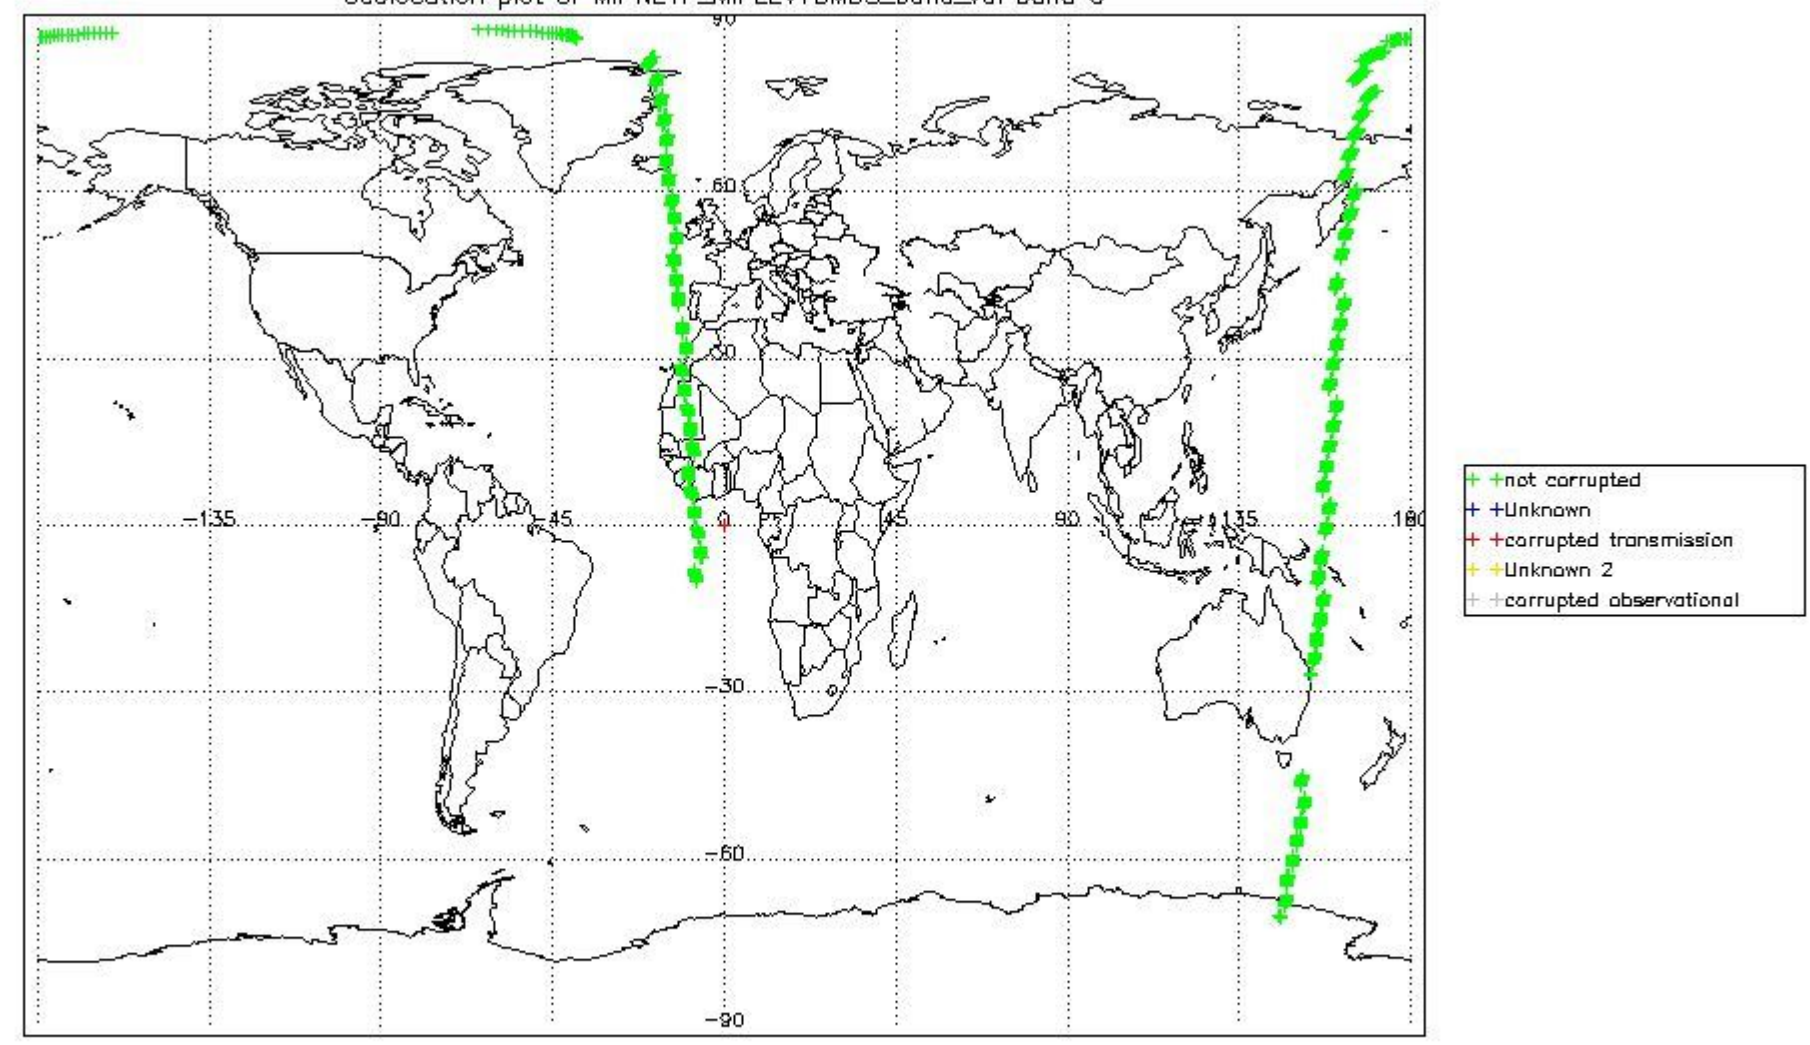 90
60
30
-135 -90 -45 0 45 90 135 180
-30
-60
-90
+ +not corrupted
+ +Unknown
+ +corrupted transmission
+ +Unknown 2
+ +corrupted observational